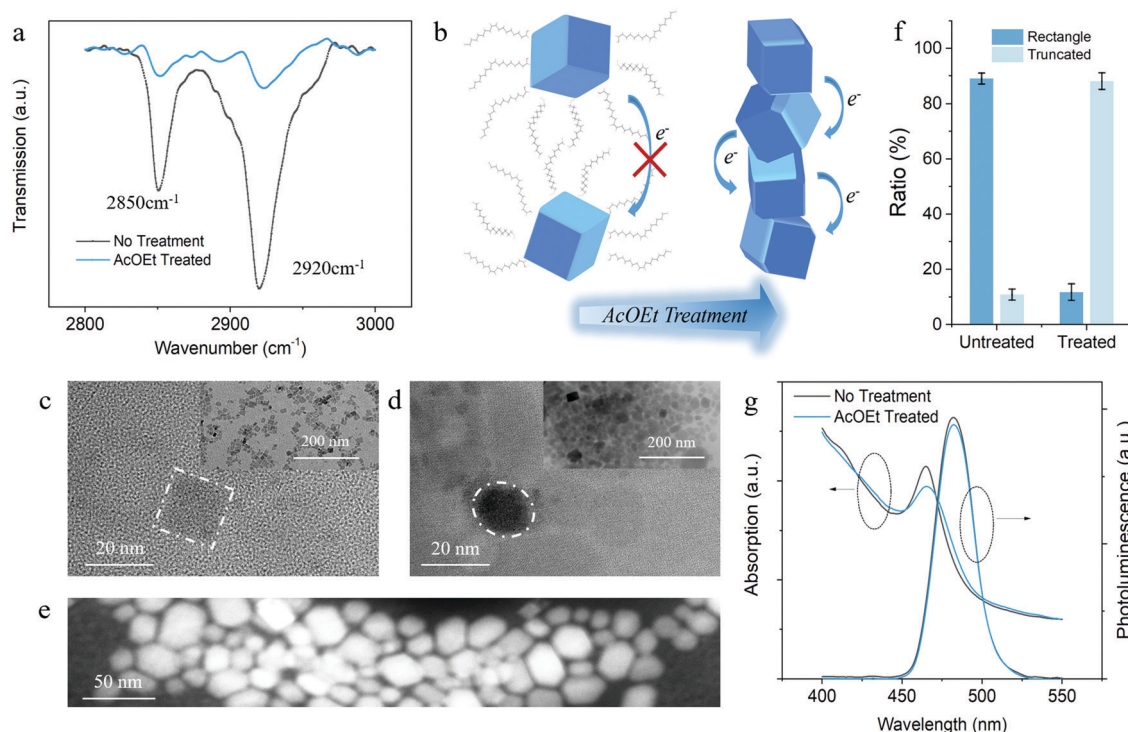 a
Transmission (a.u.)
2850cm⁻¹
2920cm⁻¹
No Treatment
AcOEt Treated
2800
2900
3000
Wavenumber (cm⁻¹)
b
e⁻
e⁻
e⁻
e⁻
AcOEt Treatment
f
Ratio (%)
100
80
60
40
20
0
Rectangle
Truncated
Untreated
Treated
c
200 nm
20 nm
d
200 nm
20 nm
e
50 nm
g
No Treatment
AcOEt Treated
Absorption (a.u.)
Photoluminescence (a.u.)
400
450
500
550
Wavelength (nm)